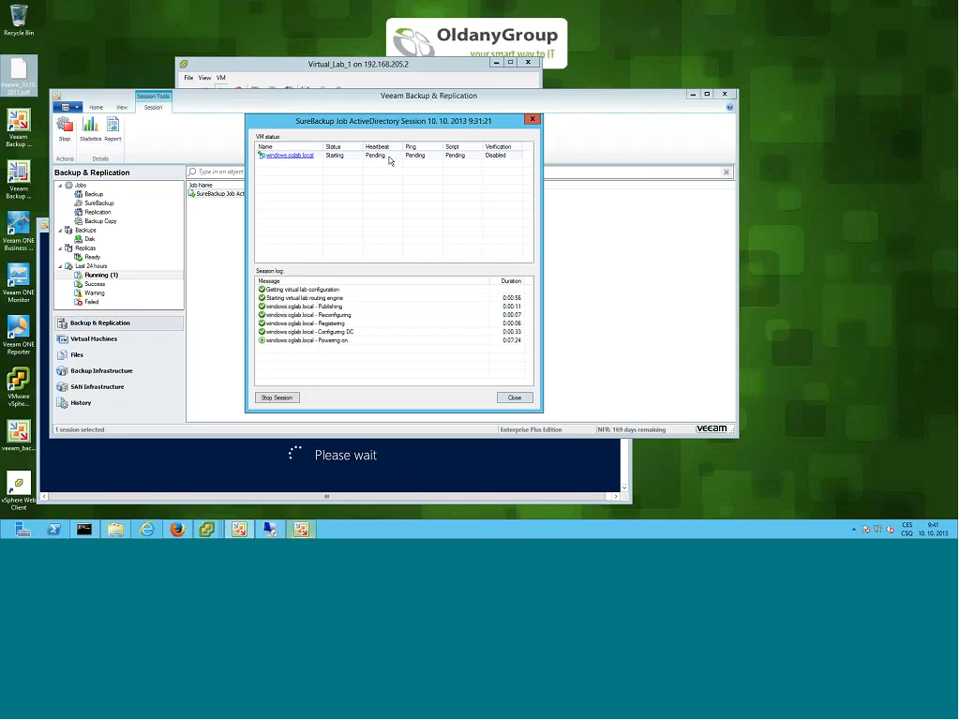 Recycle Bin
OldanyGroup
your smart way to IT
Virtual_Lab_1 on 192.168.205.2
File View VM
Session Tools
Veeam Backup & Replication
Home View Session
Stop Statistics Report
Actions Details
SureBackup Job ActiveDirectory Session 10. 10. 2013 9:31:21
VM status:
Name Status Heartbeat Ping Script Verification
windows.oglab.local Starting Pending Pending Pending Disabled
Session log:
Message Duration
Getting virtual lab configuration
Starting virtual lab routing engine 0:00:56
windows.oglab.local - Publishing 0:00:11
windows.oglab.local - Reconfiguring 0:00:07
windows.oglab.local - Registering 0:00:06
windows.oglab.local - Configuring DC 0:00:33
windows.oglab.local - Powering on 0:07:24
Stop Session Close
Backup & Replication
Type in an object
Job Name
SureBackup Job Act
Jobs
Backup
SureBackup
Replication
Backup Copy
Backups
Disk
Replicas
Ready
Last 24 hours
Running (1)
Success
Warning
Failed
Backup & Replication
Virtual Machines
Files
Backup Infrastructure
SAN Infrastructure
History
1 session selected
Enterprise Plus Edition
NFR: 169 days remaining
veeam
Please wait
Veeam
Backup ...
Veeam
Backup ...
Veeam ONE
Business ...
Veeam ONE
Monitor
Veeam ONE
Reporter
VMware
vSphe...
veeam_bac...
vSphere Web
Client
CES 9:41
CSQ 10. 10. 2013